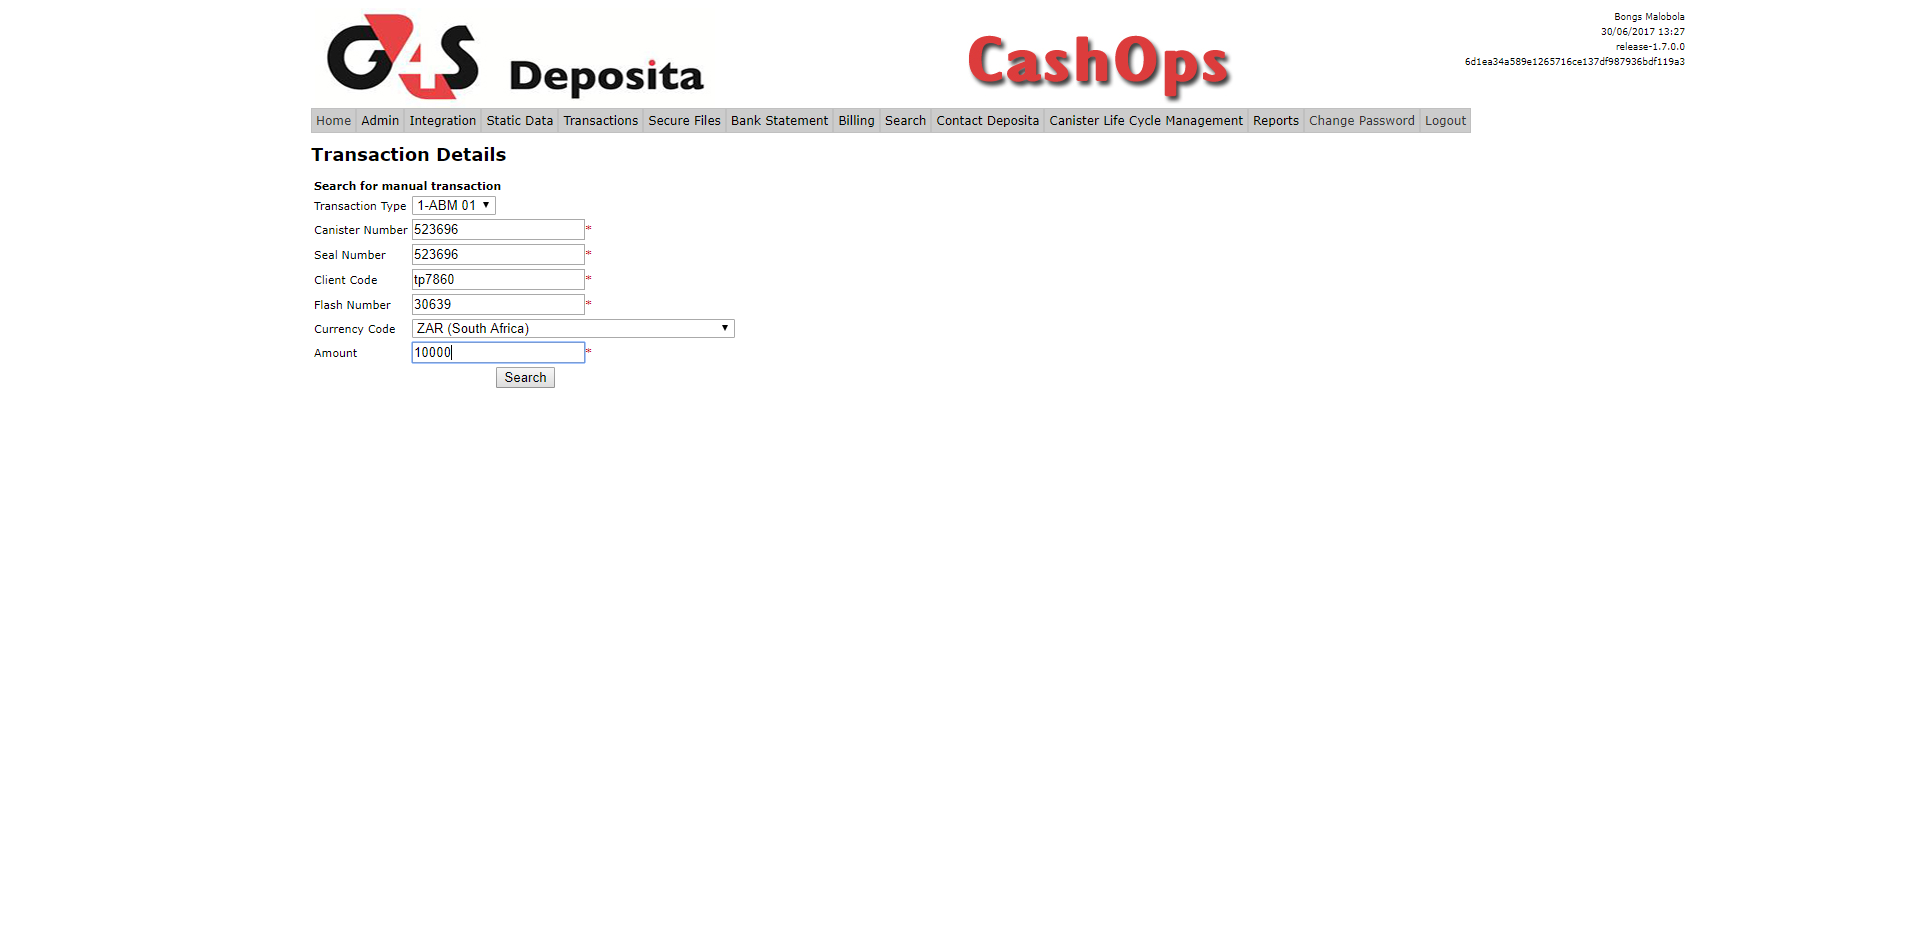 G4S Deposita
CashOps
Bongs Malobola
30/06/2017 13:27
release-1.7.0.0
6d1ea34a589e1265716ce137df987936bdf119a3
Home Admin Integration Static Data Transactions Secure Files Bank Statement Billing Search Contact Deposita Canister Life Cycle Management Reports Change Password Logout
Transaction Details
Search for manual transaction
Transaction Type 1-ABM 01
Canister Number 523696 *
Seal Number 523696 *
Client Code tp7860 *
Flash Number 30639 *
Currency Code ZAR (South Africa)
Amount 10000 *
Search